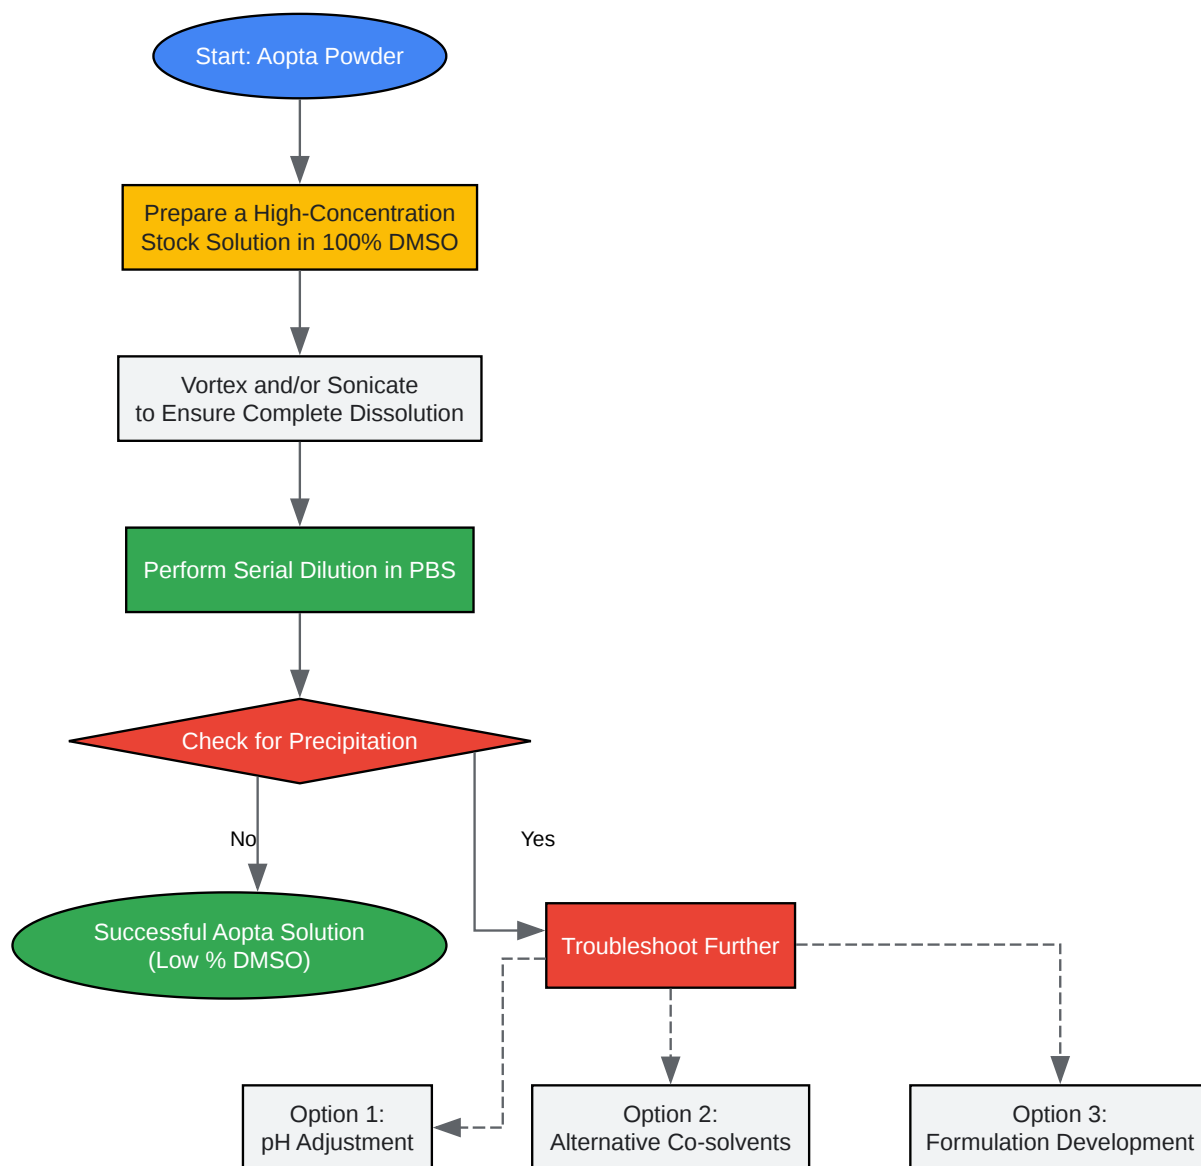 Start: Aopta Powder
Prepare a High-Concentration
Stock Solution in 100% DMSO
Vortex and/or Sonicate
to Ensure Complete Dissolution
Perform Serial Dilution in PBS
Check for Precipitation
No
Yes
Successful Aopta Solution
(Low % DMSO)
Troubleshoot Further
Option 1:
pH Adjustment
Option 2:
Alternative Co-solvents
Option 3:
Formulation Development